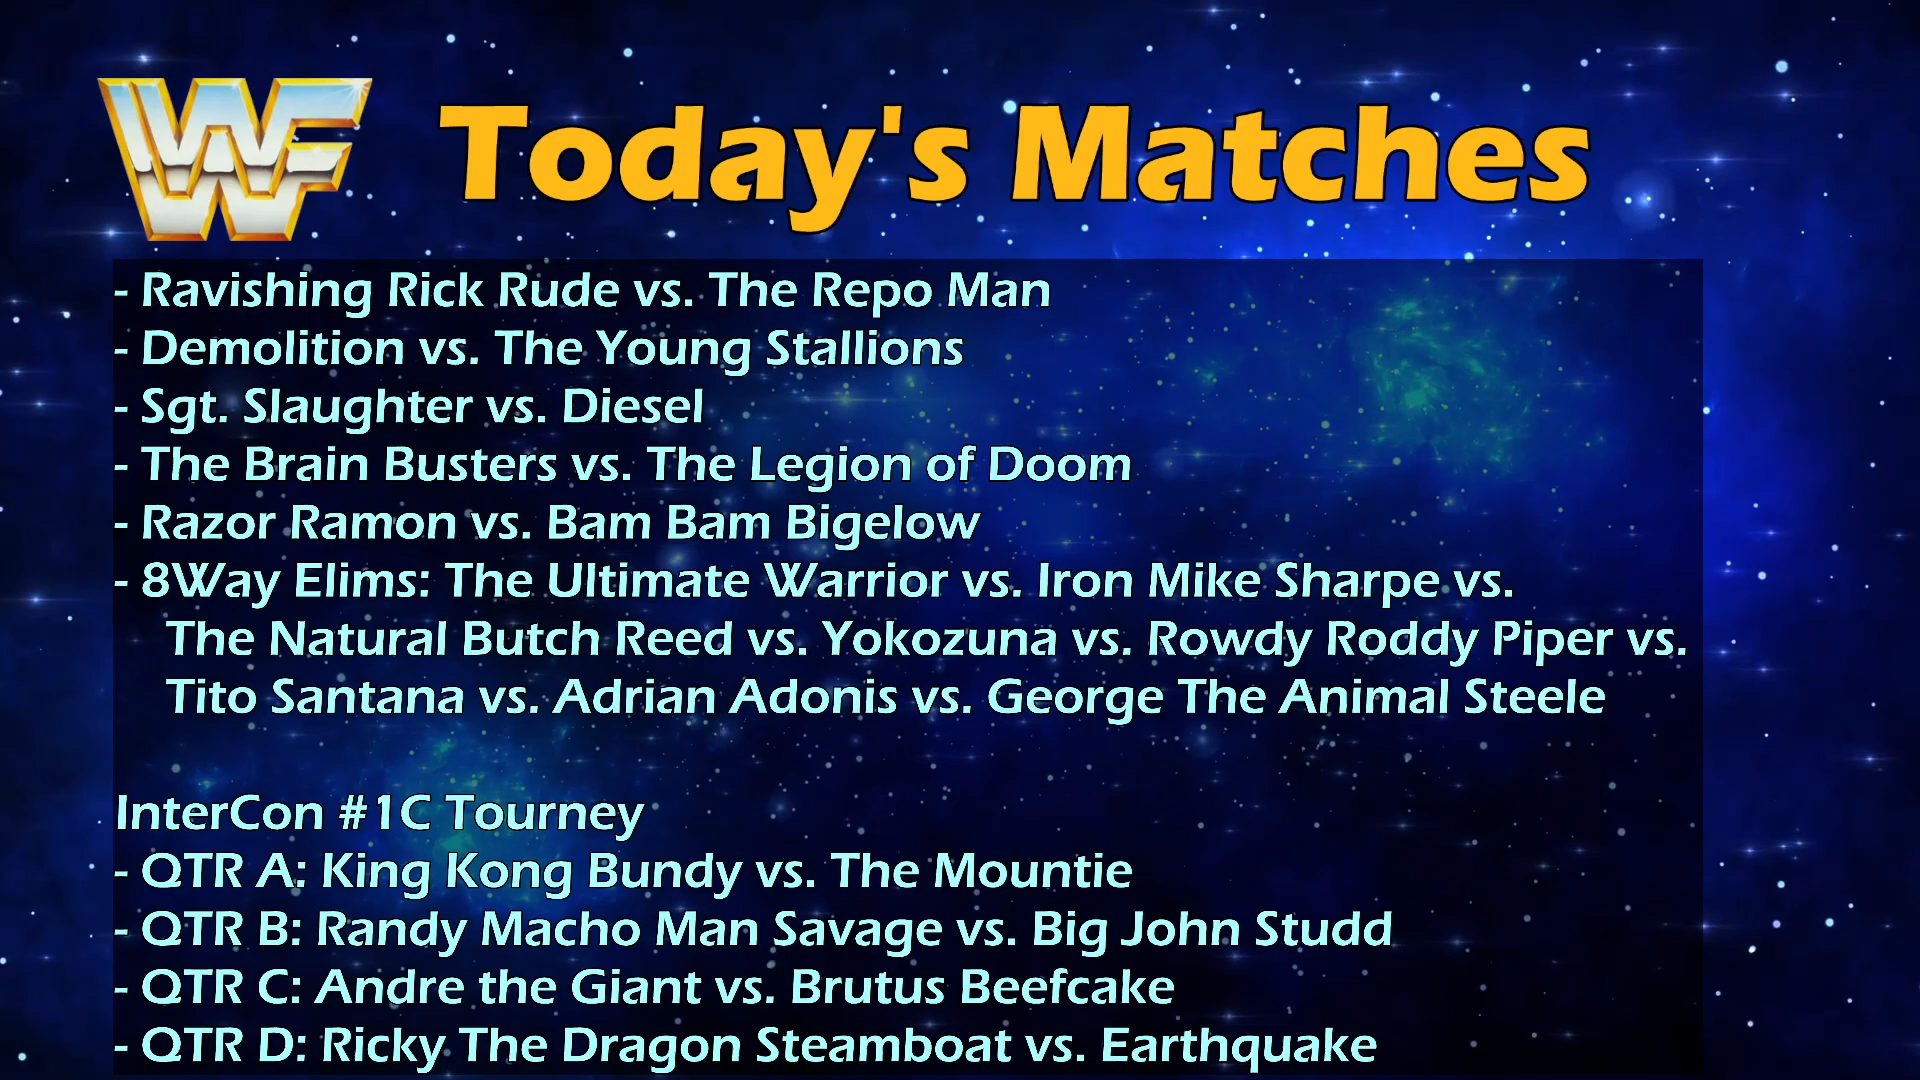 WWF
Today's Matches
- Ravishing Rick Rude vs. The Repo Man
- Demolition vs. The Young Stallions
- Sgt. Slaughter vs. Diesel
- The Brain Busters vs. The Legion of Doom
- Razor Ramon vs. Bam Bam Bigelow
- 8Way Elims: The Ultimate Warrior vs. Iron Mike Sharpe vs.
The Natural Butch Reed vs. Yokozuna vs. Rowdy Roddy Piper vs.
Tito Santana vs. Adrian Adonis vs. George The Animal Steele
InterCon #1C Tourney
- QTR A: King Kong Bundy vs. The Mountie
- QTR B: Randy Macho Man Savage vs. Big John Studd
- QTR C: Andre the Giant vs. Brutus Beefcake
- QTR D: Ricky The Dragon Steamboat vs. Earthquake